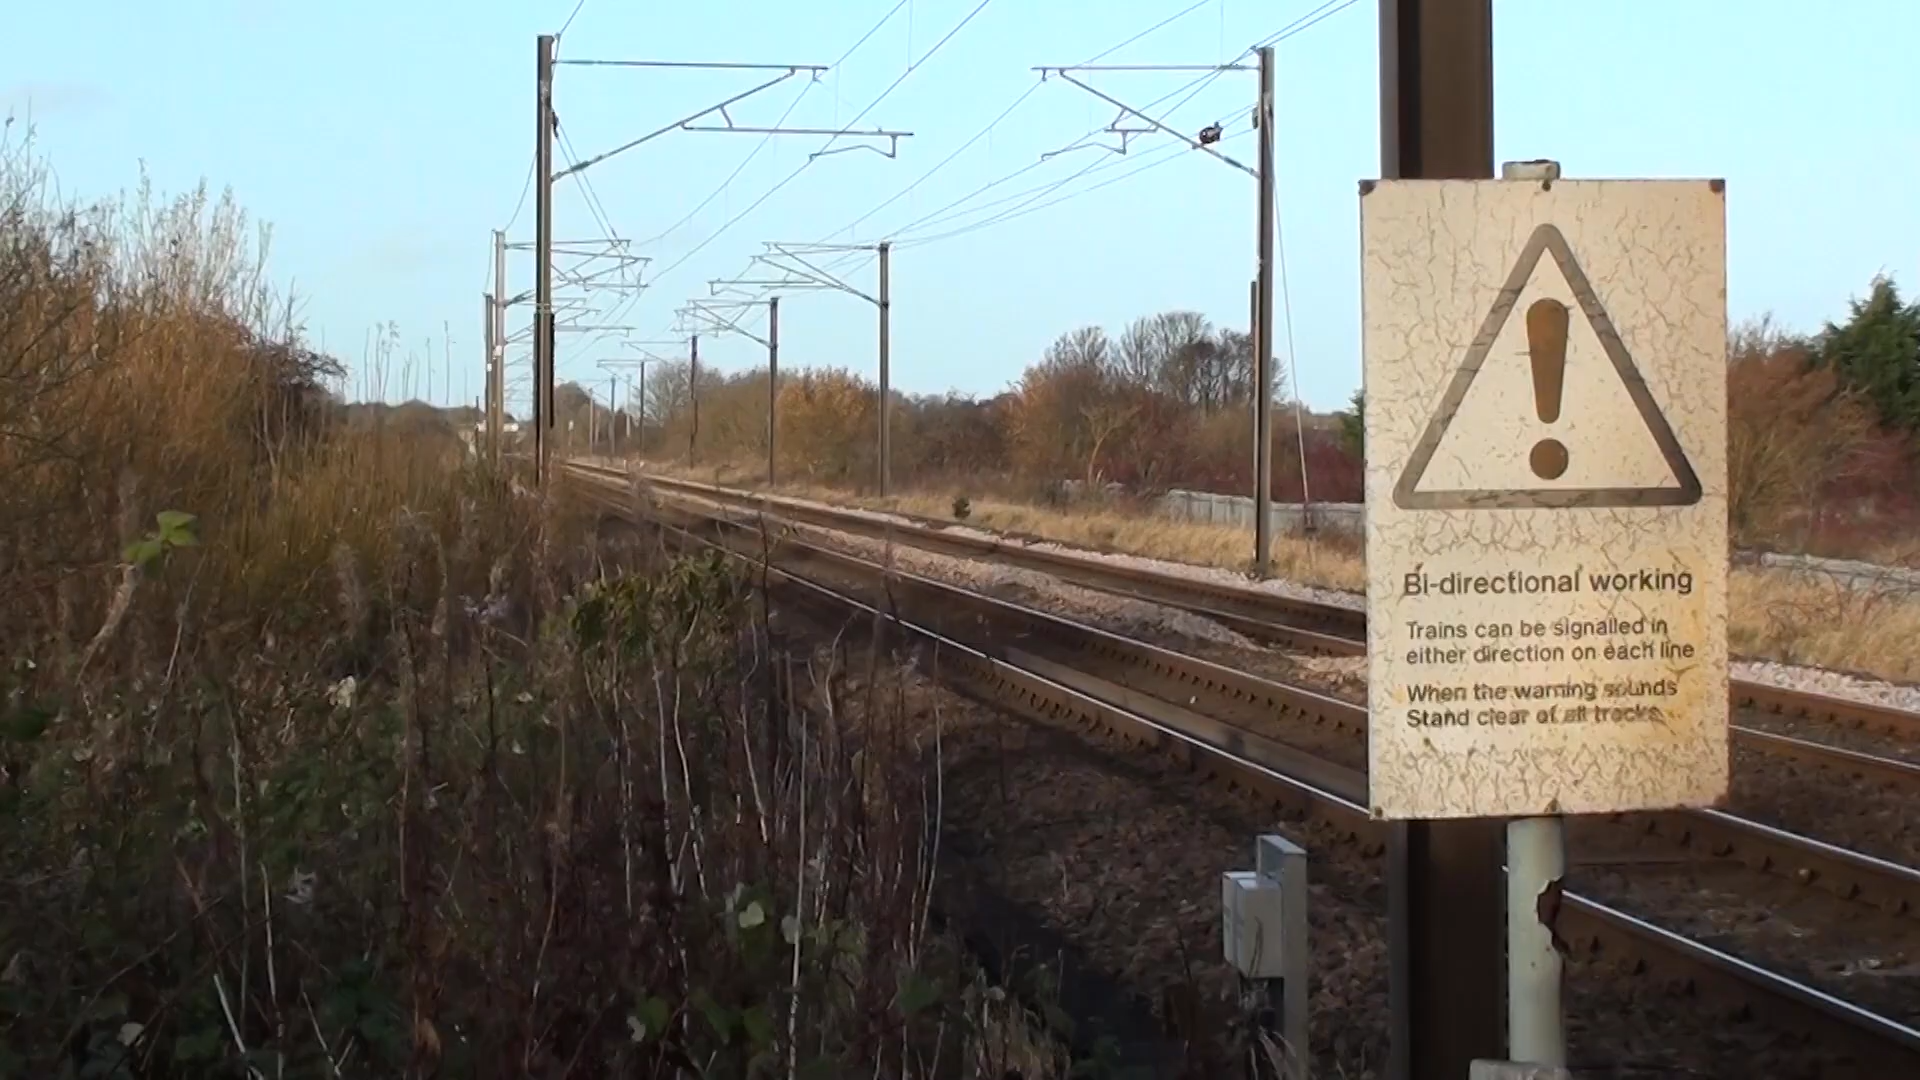 Bi-directional working
Trains can be signalled in
either direction on each line
When the warning sounds
Stand clear of all tracks